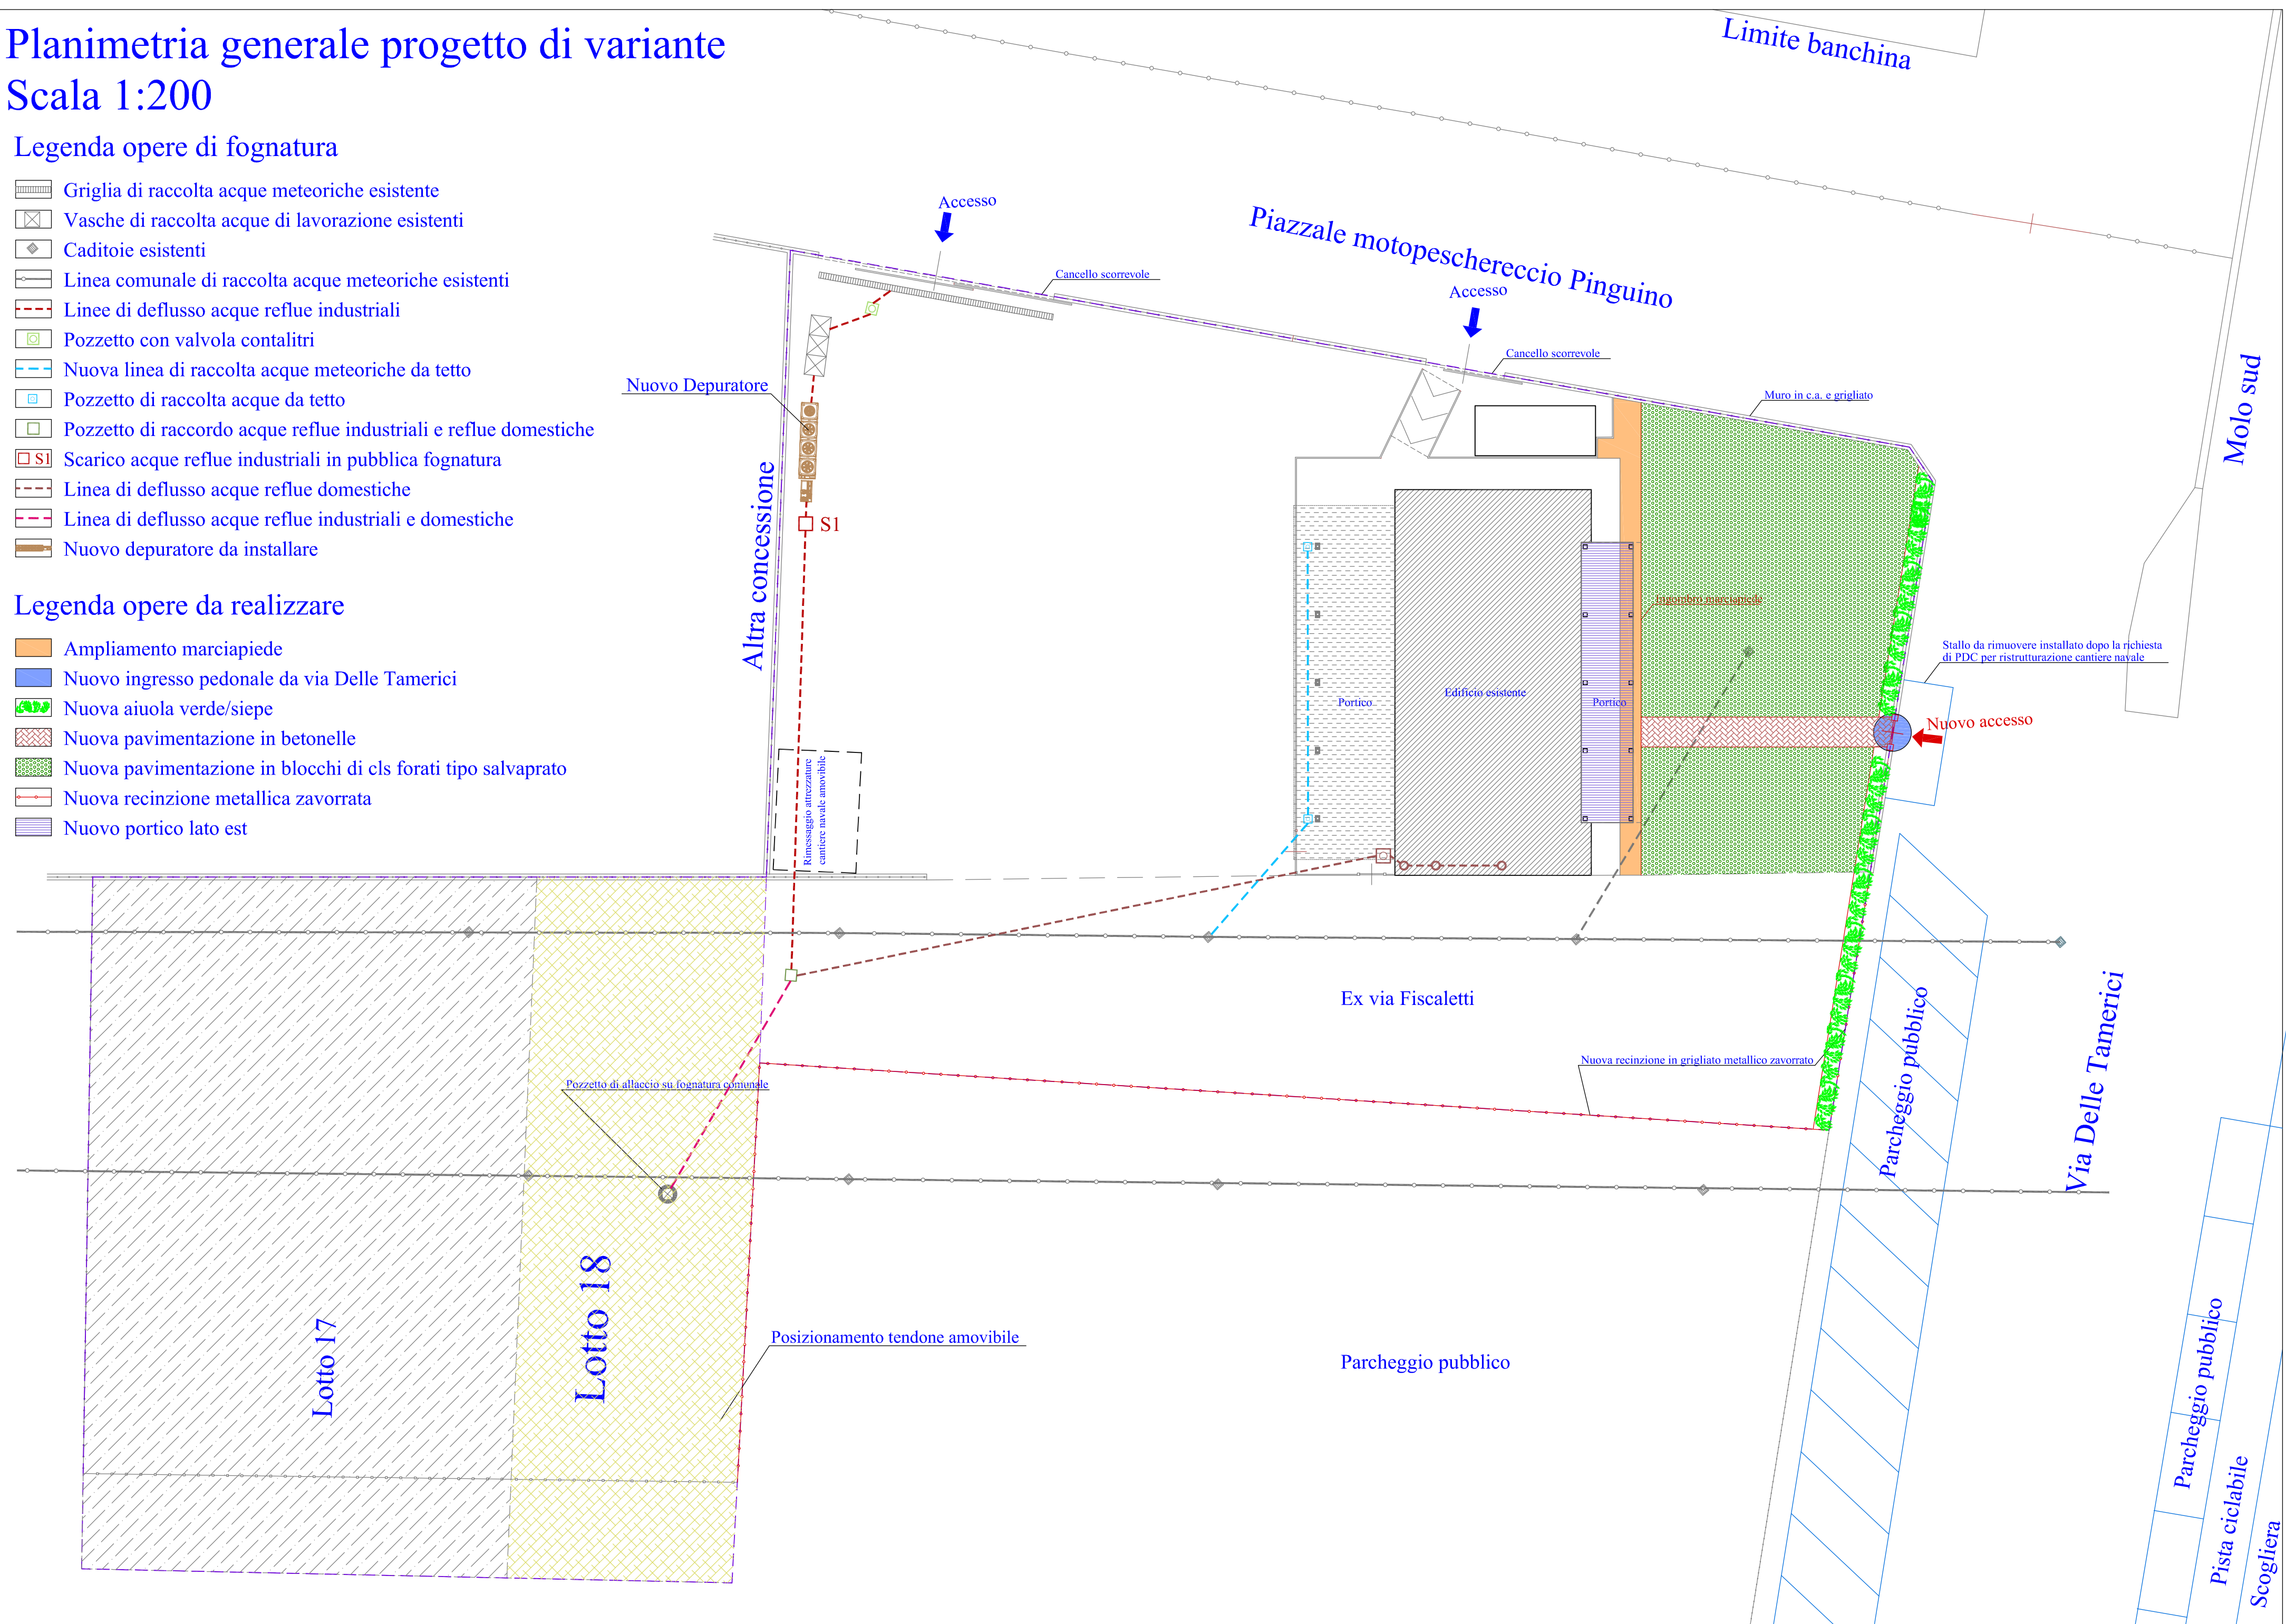 Planimetria generale progetto di variante
Scala 1:200
Legenda opere di fognatura
Griglia di raccolta acque meteoriche esistente
Vasche di raccolta acque di lavorazione esistenti
Caditoie esistenti
Linea comunale di raccolta acque meteoriche esistenti
Linee di deflusso acque reflue industriali
Pozzetto con valvola contalitri
Nuova linea di raccolta acque meteoriche da tetto
Pozzetto di raccolta acque da tetto
Pozzetto di raccordo acque reflue industriali e reflue domestiche
S1 Scarico acque reflue industriali in pubblica fognatura
Linea di deflusso acque reflue domestiche
Linea di deflusso acque reflue industriali e domestiche
Nuovo depuratore da installare
Legenda opere da realizzare
Ampliamento marciapiede
Nuovo ingresso pedonale da via Delle Tamerici
Nuova aiuola verde/siepe
Nuova pavimentazione in betonelle
Nuova pavimentazione in blocchi di cls forati tipo salvaprato
Nuova recinzione metallica zavorrata
Nuovo portico lato est
Limite banchina
Accesso
Piazzale motopeschereccio Pinguino
Cancello scorrevole
Accesso
Cancello scorrevole
Muro in c.a. e grigliato
Molo sud
Nuovo Depuratore
S1
Altra concessione
Ingombro marciapiede
Stallo da rimuovere installato dopo la richiesta
di PDC per ristrutturazione cantiere navale
Portico
Edificio esistente
Portico
Nuovo accesso
Rimessaggio attrezzature
cantiere navale amovibile
Ex via Fiscaletti
Nuova recinzione in grigliato metallico zavorrato
Pozzetto di allaccio su fognatura comunale
Parcheggio pubblico
Via Delle Tamerici
Lotto 17
Lotto 18
Posizionamento tendone amovibile
Parcheggio pubblico
Parcheggio pubblico
Pista ciclabile
Scogliera